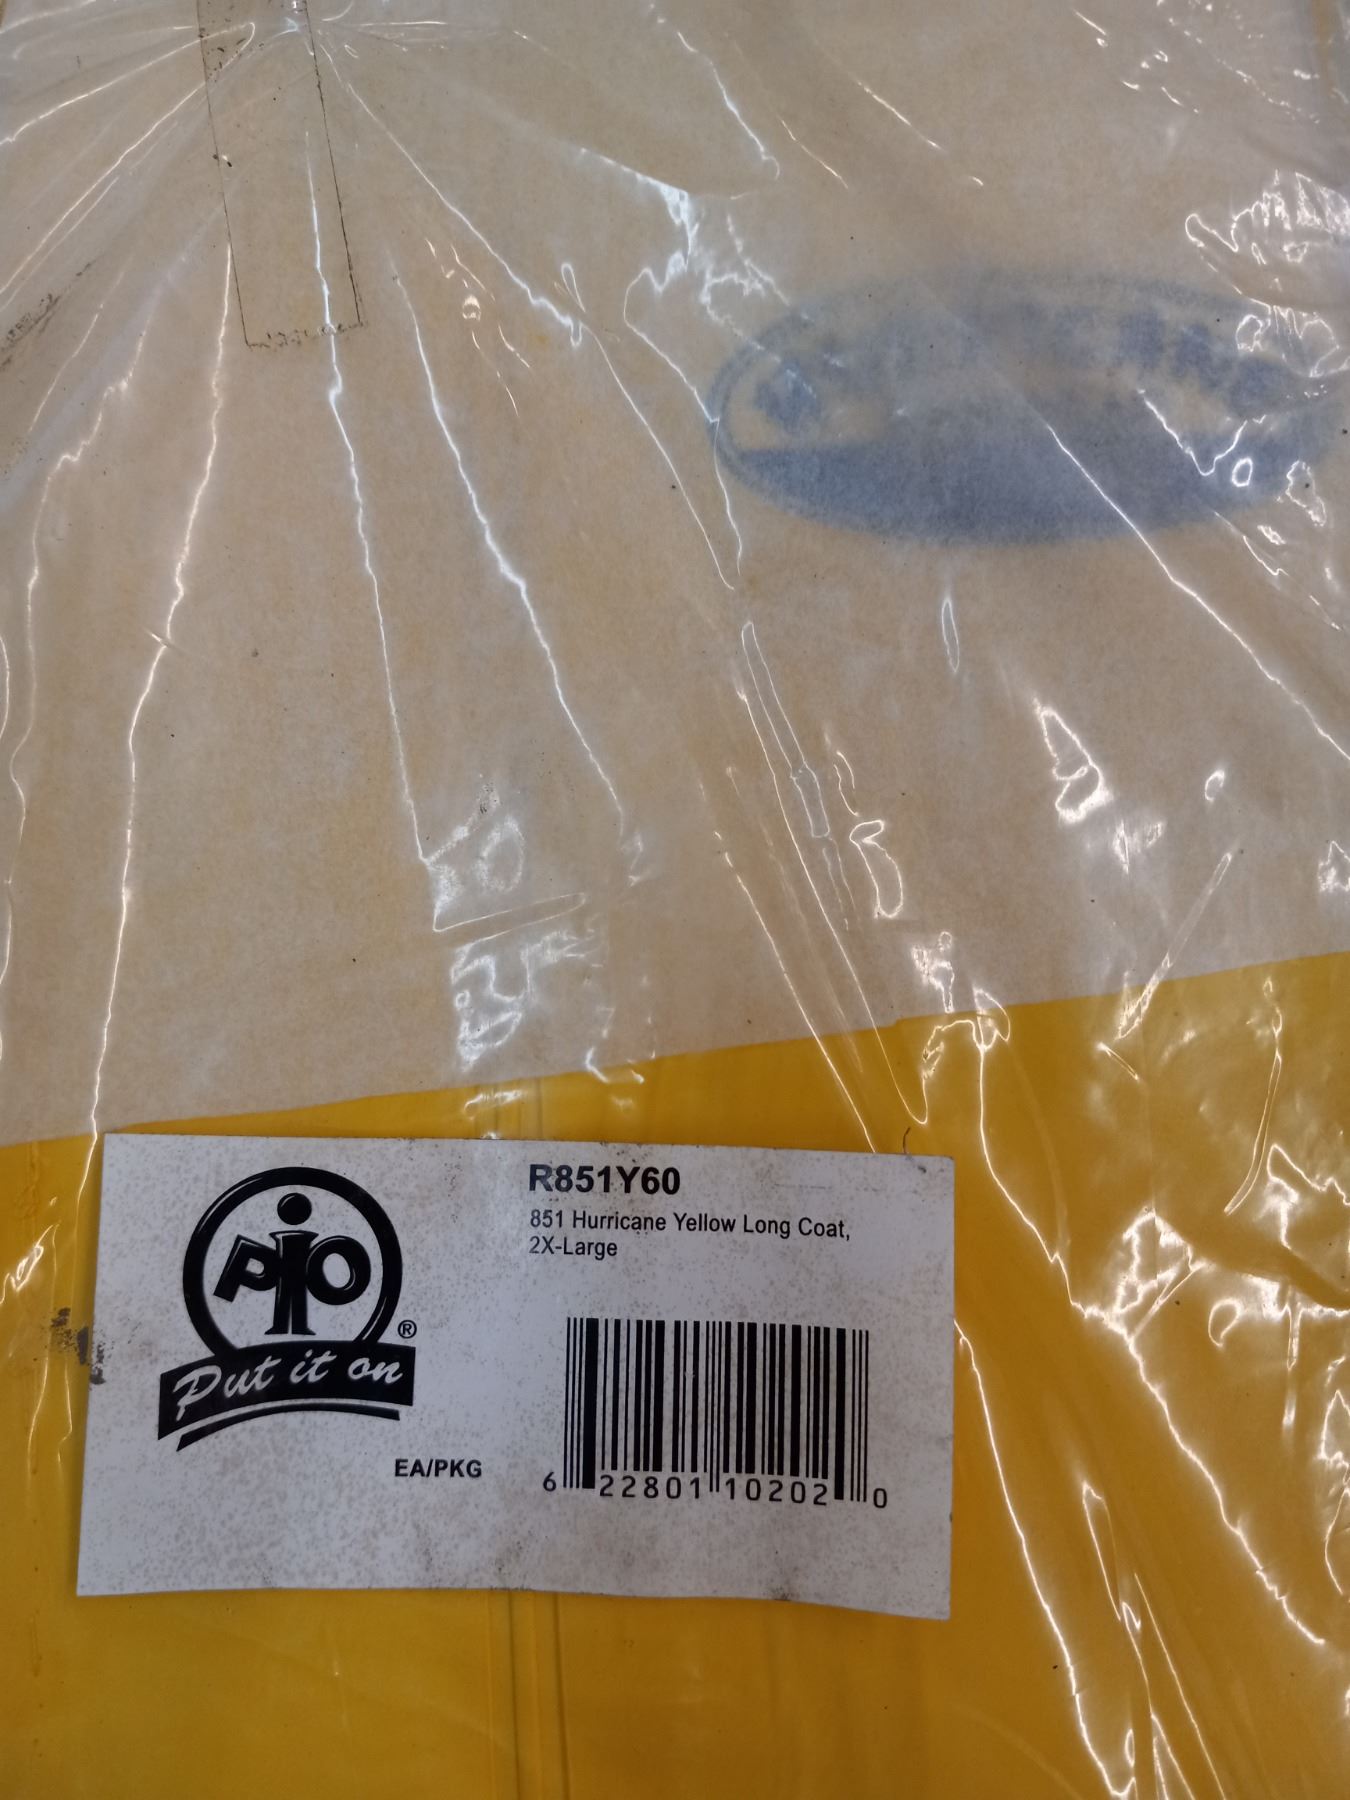 R851Y60
851 Hurricane Yellow Long Coat,
2X-Large
PIO
®
Put it on
EA/PKG
6 22801 10202 0